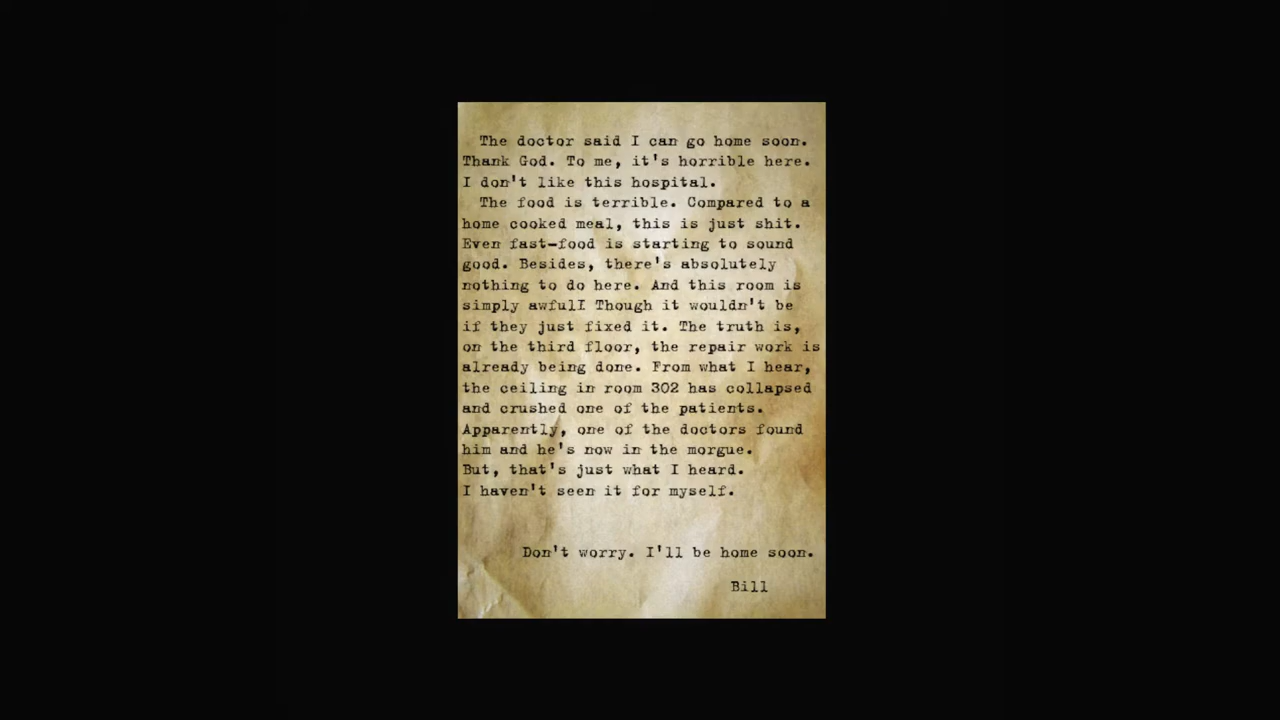 The doctor said I can go home soon.
Thank God. To me, it's horrible here.
I don't like this hospital.
The food is terrible. Compared to a
home cooked meal, this is just shit.
Even fast-food is starting to sound
good. Besides, there's absolutely
nothing to do here. And this room is
simply awful! Though it wouldn't be
if they just fixed it. The truth is,
on the third floor, the repair work is
already being done. From what I hear,
the ceiling in room 302 has collapsed
and crushed one of the patients.
Apparently, one of the doctors found
him and he's now in the morgue.
But, that's just what I heard.
I haven't seen it for myself.
Don't worry. I'll be home soon.
Bill